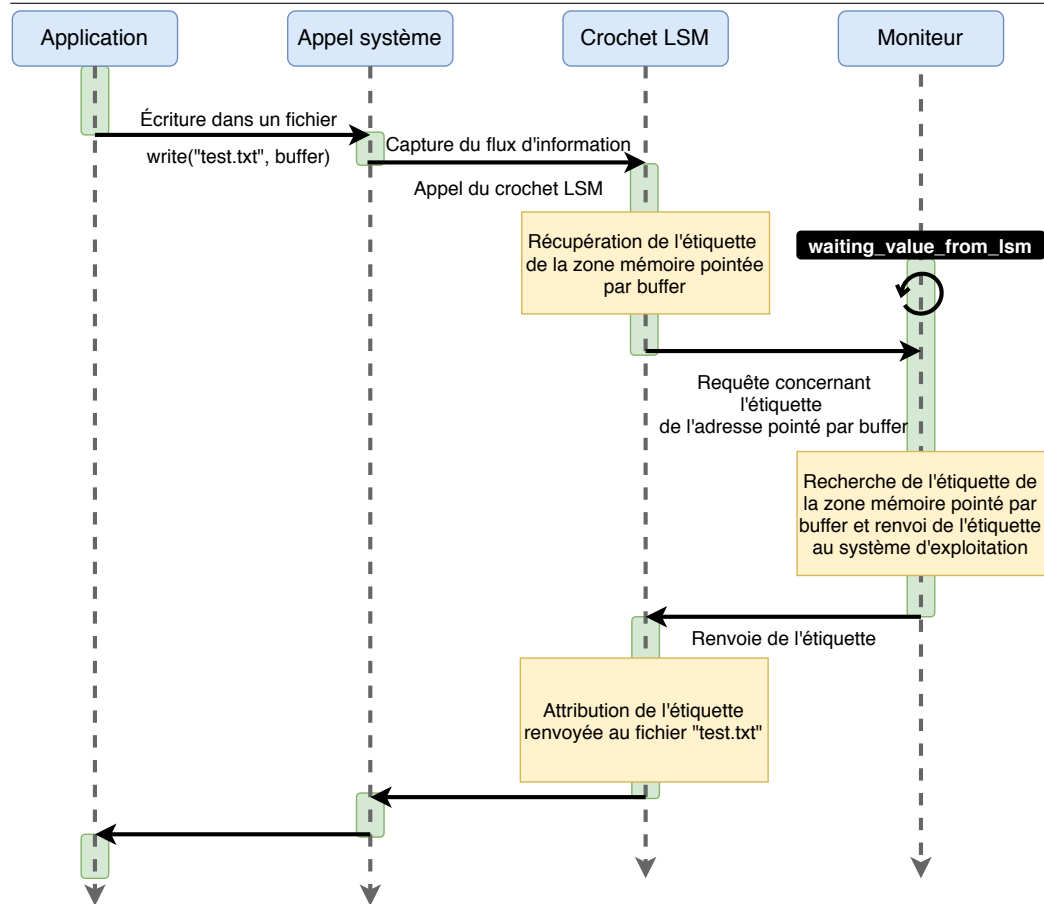 Application
Appel système
Crochet LSM
Moniteur
Écriture dans un fichier
write("test.txt", buffer)
Capture du flux d'information
Appel du crochet LSM
Récupération de l'étiquette
de la zone mémoire pointée
par buffer
waiting_value_from_lsm
Requête concernant
l'étiquette
de l'adresse pointé par buffer
Recherche de l'étiquette de
la zone mémoire pointé par
buffer et renvoi de l'étiquette
au système d'exploitation
Renvoie de l'étiquette
Attribution de l'étiquette
renvoyée au fichier "test.txt"